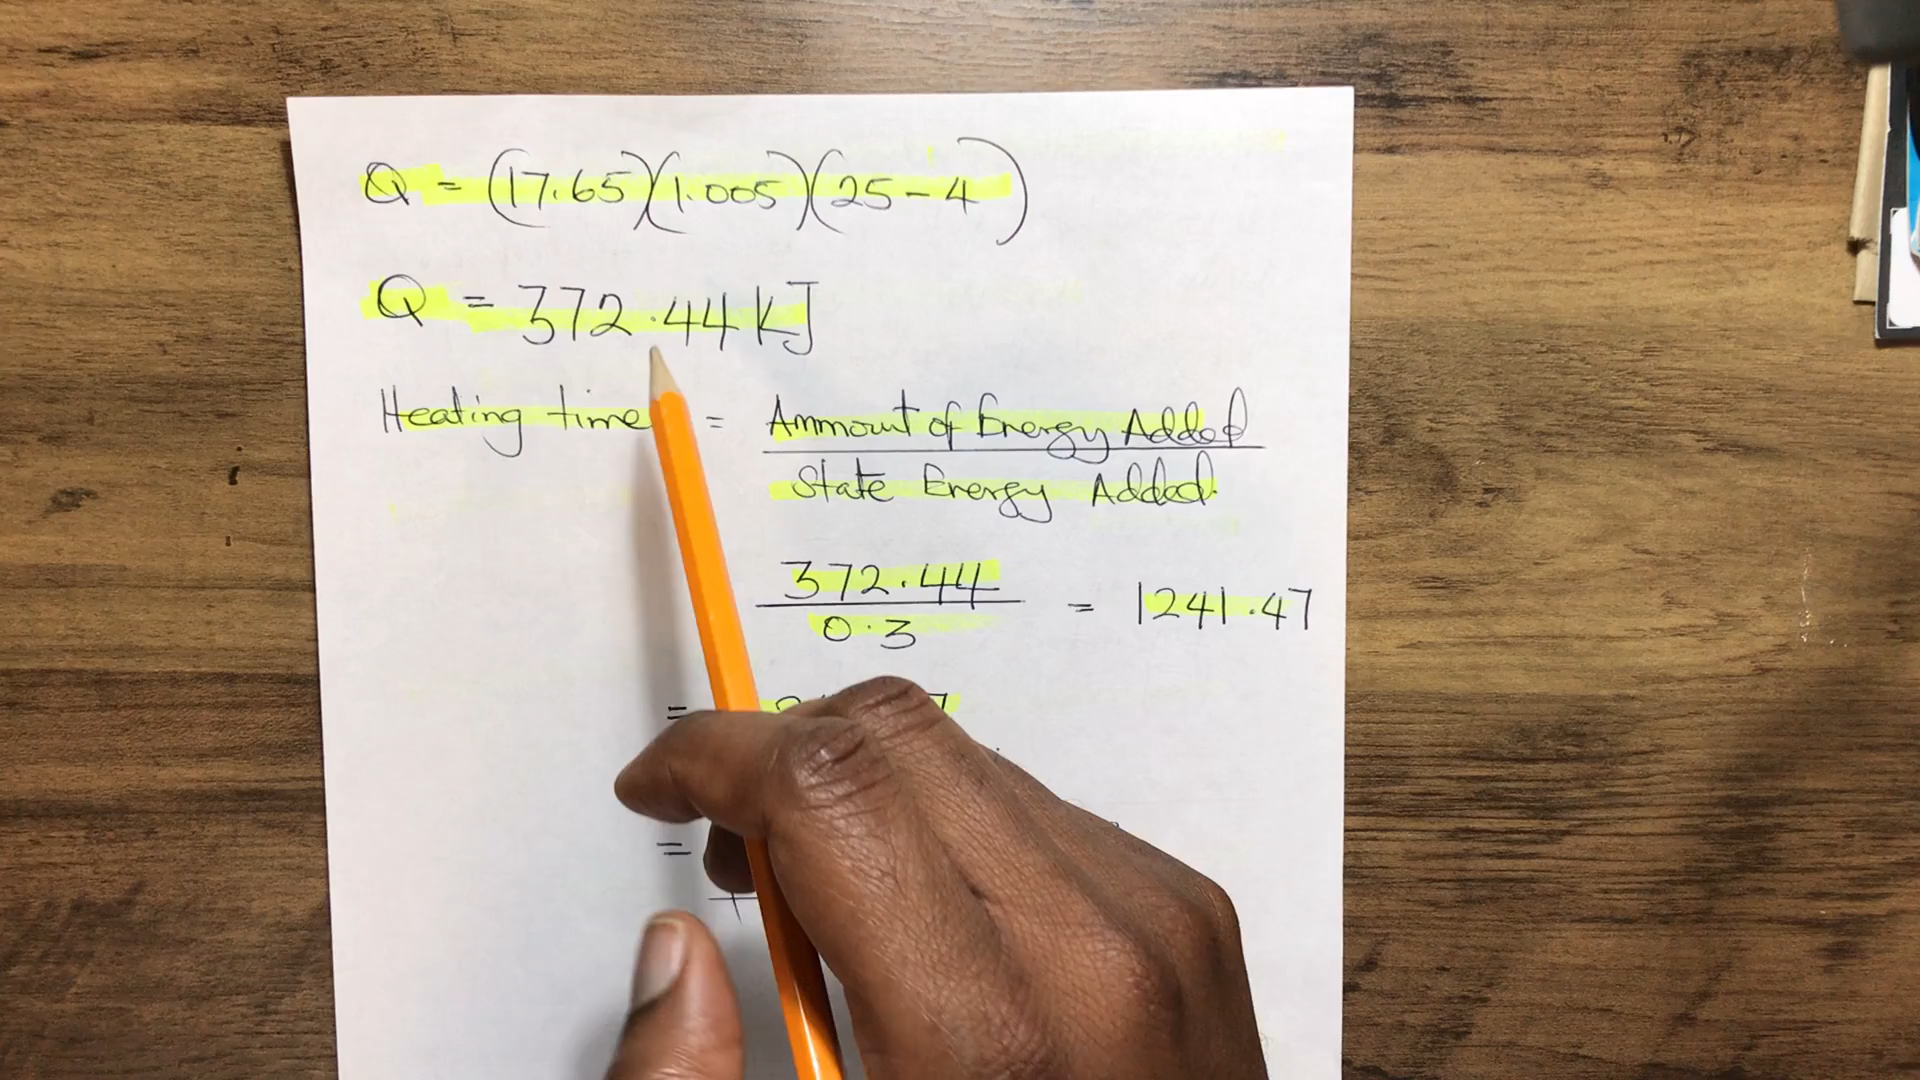 Q = (17.65)(1.005)(25-4)
Q = 372.44 kJ
Heating time = Ammount of Energy Added
State Energy Added.
372.44
0.3
= 1241.47
=
=